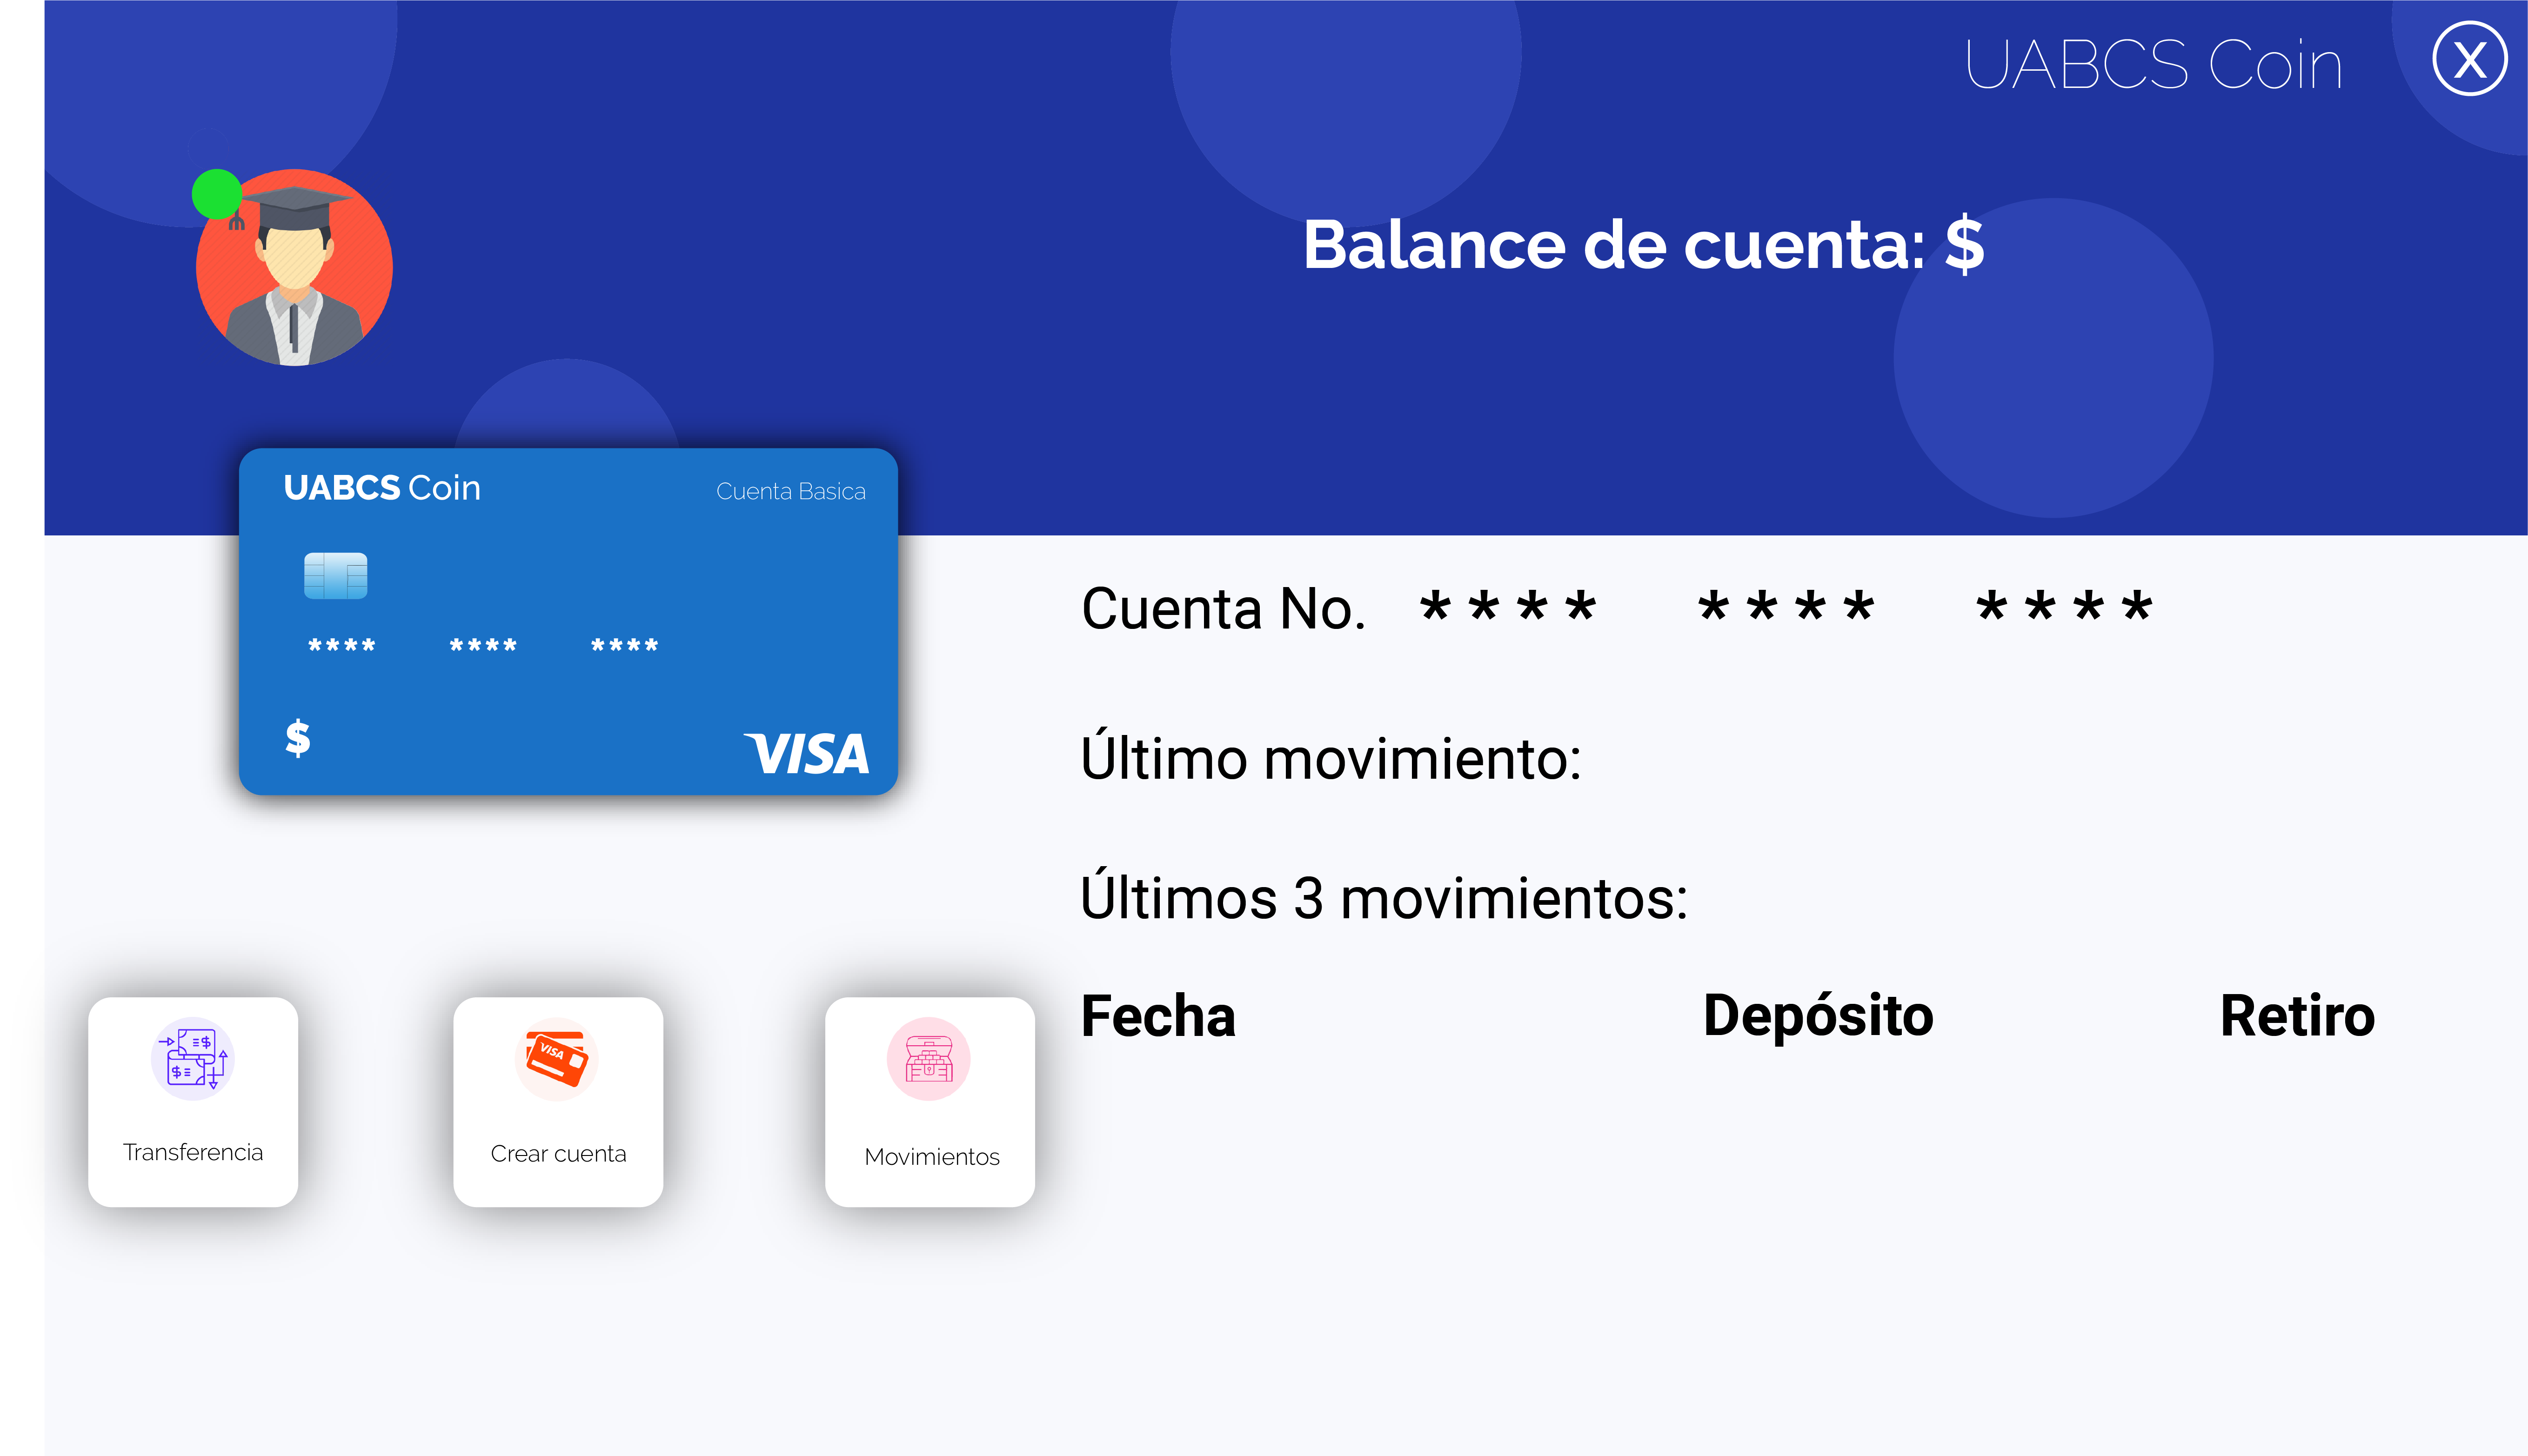 UABCS Coin
X
Balance de cuenta: $
UABCS Coin
Cuenta Basica
**** **** ****
$
VISA
Cuenta No. **** **** ****
Último movimiento:
Últimos 3 movimientos:
Fecha Depósito Retiro
$
$
VISA
Transferencia
Crear cuenta
Movimientos